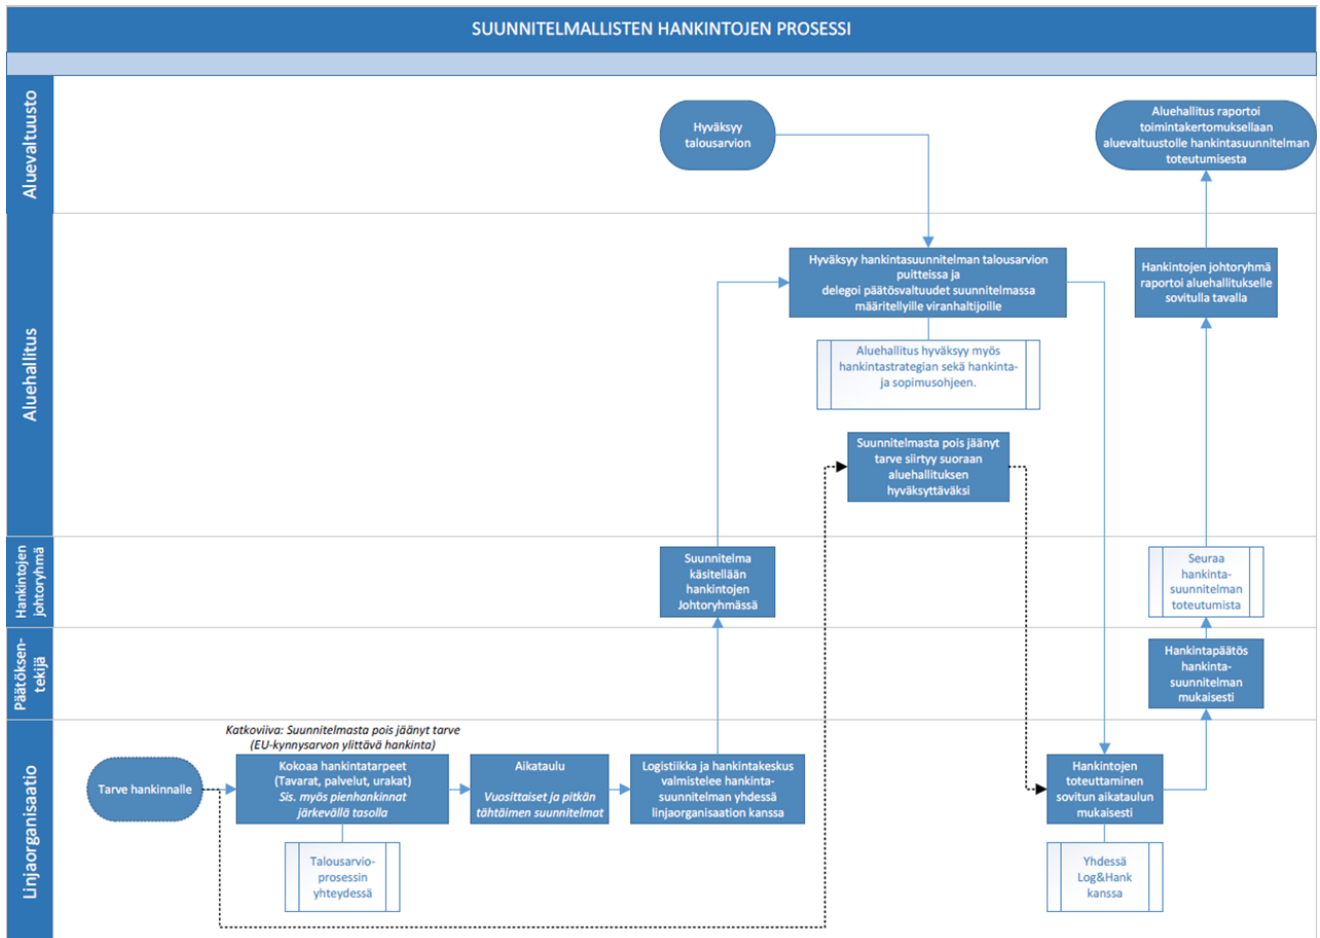 SUUNNITELMALLISTEN HANKINTOJEN PROSESSI
Aluevaltuusto
Hyväksyy
talousarvion
Aluehallitus raportoi
toimintakertomuksellaan
aluevaltuustolle hankintasuunnitelman
toteutumisesta
Aluehallitus
Hyväksyy hankintasuunnitelman talousarvion
puitteissa ja
delegoi päätösvaltuudet suunnitelmassa
määritellyille viranhaltijoille
Hankintojen johtoryhmä
raportoi aluehallitukselle
sovitulla tavalla
Aluehallitus hyväksyy myös
hankintastrategian sekä hankinta-
ja sopimusohjeen.
Suunnitelmasta pois jäänyt
tarve siirtyy suoraan
aluehallituksen
hyväksyttäväksi
Hankintojen
johtoryhmä
Suunnitelma
käsitellään
hankintojen
Johtoryhmässä
Seuraa
hankinta-
suunnitelman
toteutumista
Päätöksen-
tekijä
Hankintapäätös
hankinta-
suunnitelman
mukaisesti
Linjaorganisaatio
Katkoviiva: Suunnitelmasta pois jäänyt tarve
(EU-kynnysarvon ylittävä hankinta)
Tarve hankinnalle
Kokoaa hankintatarpeet
(Tavarat, palvelut, urakat)
Sis. myös pienhankinnat
järkevällä tasolla
Aikataulu
Vuosittaiset ja pitkän
tähtäimen suunnitelmat
Logistiikka ja hankintakeskus
valmistelee hankinta-
suunnitelman yhdessä
linjaorganisaation kanssa
Hankintojen
toteuttaminen
sovitun aikataulun
mukaisesti
Talousarvio-
prosessin
yhteydessä
Yhdessä
Log&Hank
kanssa